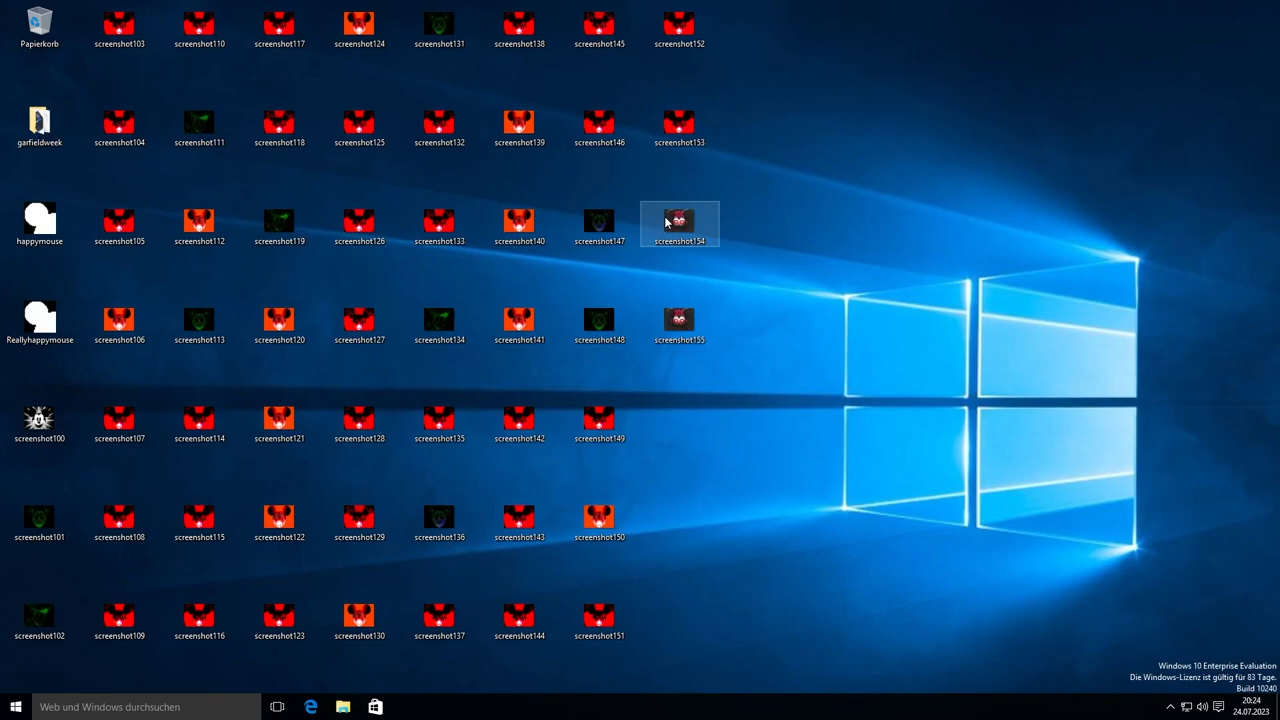 Papierkorb
screenshot103
screenshot110
screenshot117
screenshot124
screenshot131
screenshot138
screenshot145
screenshot152
garfieldweek
screenshot104
screenshot111
screenshot118
screenshot125
screenshot132
screenshot139
screenshot146
screenshot153
happymouse
screenshot105
screenshot112
screenshot119
screenshot126
screenshot133
screenshot140
screenshot147
screenshot154
Reallyhappymouse
screenshot106
screenshot113
screenshot120
screenshot127
screenshot134
screenshot141
screenshot148
screenshot155
screenshot100
screenshot107
screenshot114
screenshot121
screenshot128
screenshot135
screenshot142
screenshot149
screenshot101
screenshot108
screenshot115
screenshot122
screenshot129
screenshot136
screenshot143
screenshot150
screenshot102
screenshot109
screenshot116
screenshot123
screenshot130
screenshot137
screenshot144
screenshot151
Windows 10 Enterprise Evaluation
Die Windows-Lizenz ist gültig für 83 Tage.
Build 10240
Web und Windows durchsuchen
20:24
24.07.2023